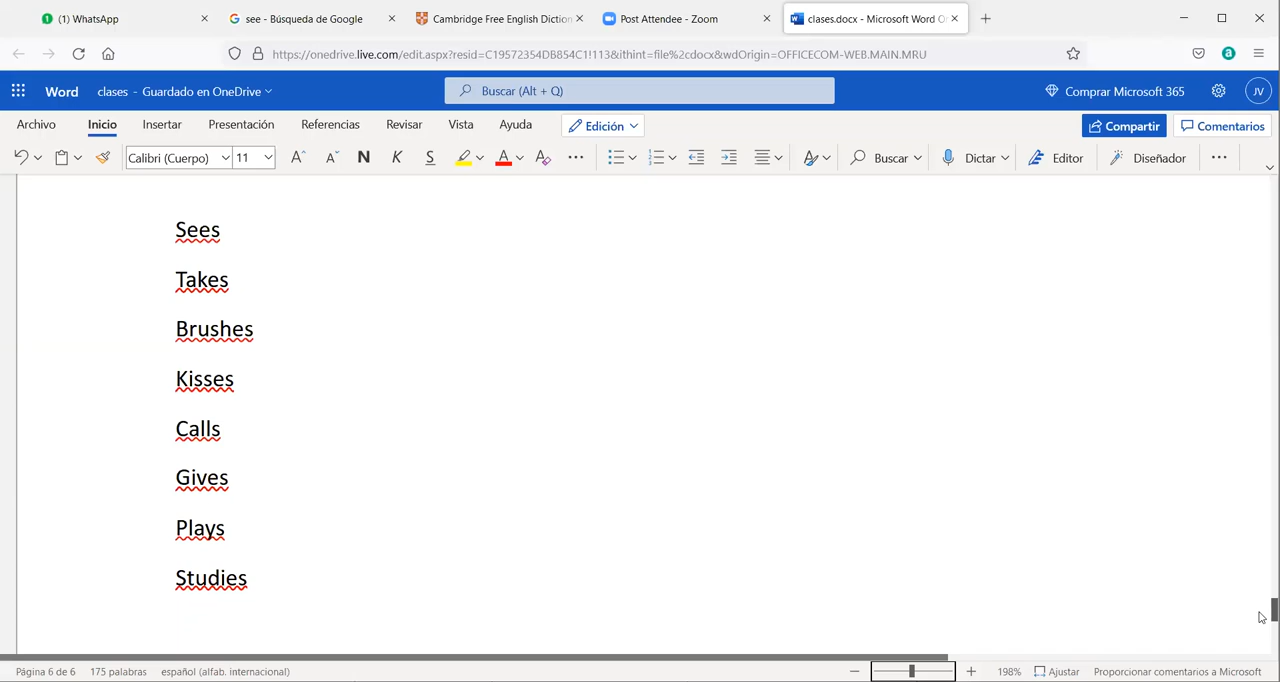 (1) WhatsApp
see - Búsqueda de Google
Cambridge Free English Diction
Post Attendee - Zoom
clases.docx - Microsoft Word O
https://onedrive.live.com/edit.aspx?resid=C19572354DB854C1!113&ithint=file%2cdocx&wdOrigin=OFFICECOM-WEB.MAIN.MRU
Word clases - Guardado en OneDrive
Buscar (Alt + Q)
Comprar Microsoft 365
JV
Archivo Inicio Insertar Presentación Referencias Revisar Vista Ayuda Edición Compartir Comentarios
Calibri (Cuerpo) 11 A A N K S A A Buscar Dictar Editor Diseñador
Sees
Takes
Brushes
Kisses
Calls
Gives
Plays
Studies
Página 6 de 6 175 palabras español (alfab. internacional) 198% Ajustar Proporcionar comentarios a Microsoft